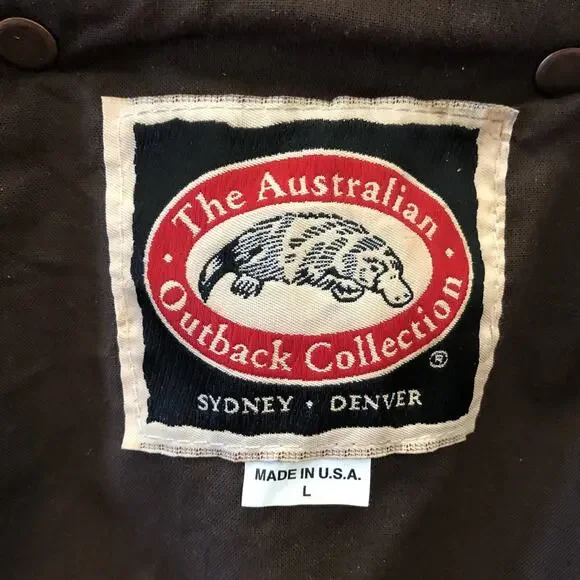 · The Australian ·
Outback Collection
®
SYDNEY · DENVER
MADE IN U.S.A.
L